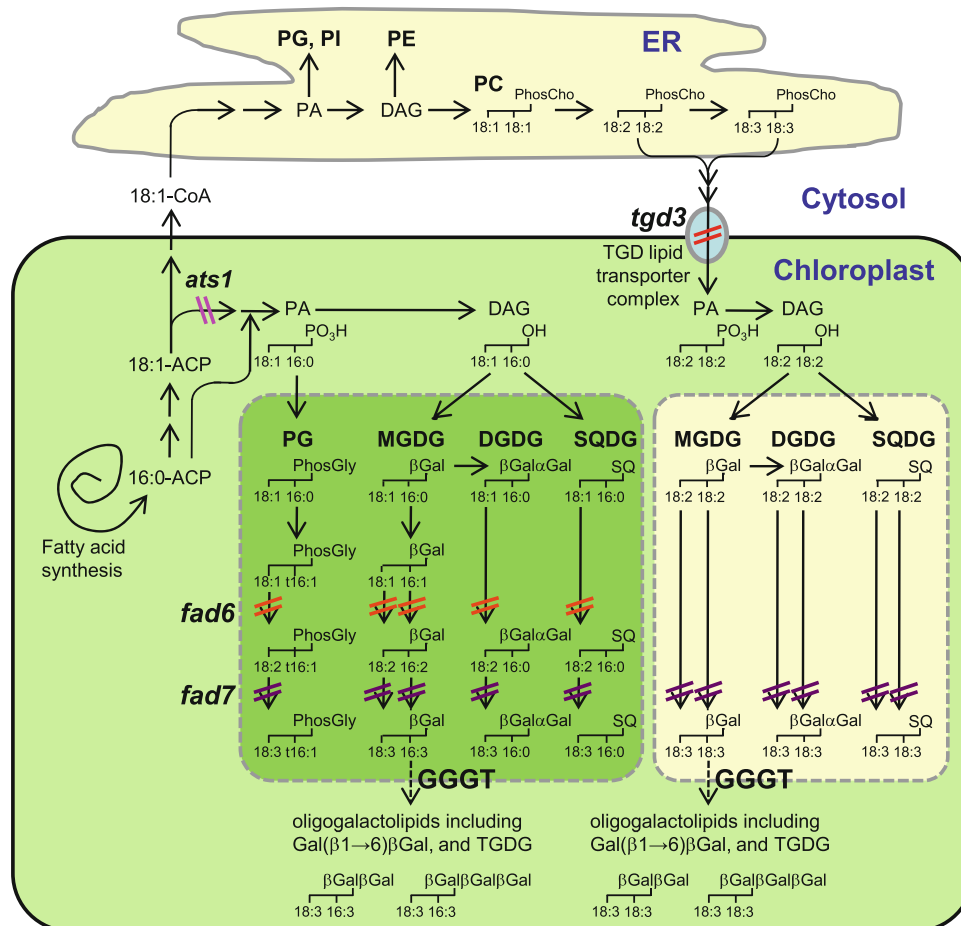 ER
PG, PI
PE
PA
DAG
PC
PhosCho
18:1 18:1
PhosCho
18:2 18:2
PhosCho
18:3 18:3
18:1-CoA
Cytosol
tgd3
TGD lipid
transporter
complex
Chloroplast
ats1
PA
PO₃H
18:1 16:0
DAG
OH
18:1 16:0
PA
PO₃H
18:2 18:2
DAG
OH
18:2 18:2
18:1-ACP
16:0-ACP
Fatty acid
synthesis
PG
MGDG
DGDG
SQDG
PhosGly
18:1 16:0
βGal
18:1 16:0
βGalαGal
18:1 16:0
SQ
18:1 16:0
PhosGly
18:1 t16:1
βGal
18:1 16:1
fad6
PhosGly
18:2 t16:1
βGal
18:2 16:2
βGalαGal
18:2 16:0
SQ
18:2 16:0
fad7
PhosGly
18:3 t16:1
βGal
18:3 16:3
βGalαGal
18:3 16:0
SQ
18:3 16:0
MGDG
DGDG
SQDG
βGal
18:2 18:2
βGalαGal
18:2 18:2
SQ
18:2 18:2
βGal
18:3 18:3
βGalαGal
18:3 18:3
SQ
18:3 18:3
GGGT
oligogalactolipids including
Gal(β1→6)βGal, and TGDG
βGalβGal
18:3 16:3
βGalβGalβGal
18:3 16:3
GGGT
oligogalactolipids including
Gal(β1→6)βGal, and TGDG
βGalβGal
18:3 18:3
βGalβGalβGal
18:3 18:3